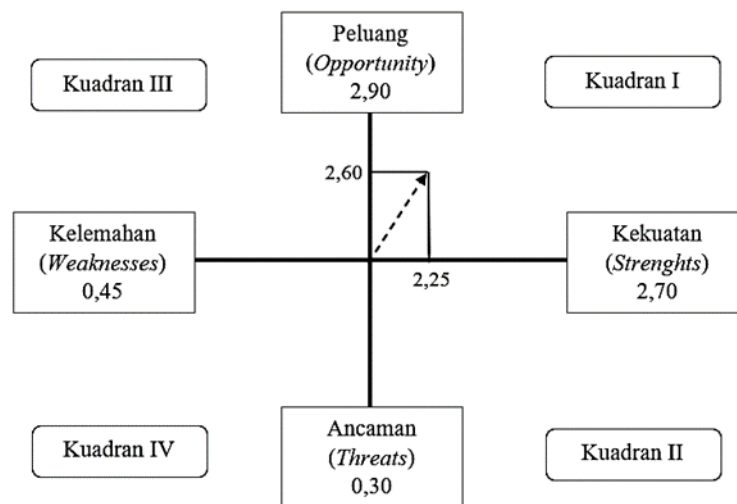 Peluang
(Opportunity)
2,90
Kuadran III
Kuadran I
2,60
Kelemahan
(Weaknesses)
0,45
Kekuatan
(Strenghts)
2,70
2,25
Kuadran IV
Ancaman
(Threats)
0,30
Kuadran II